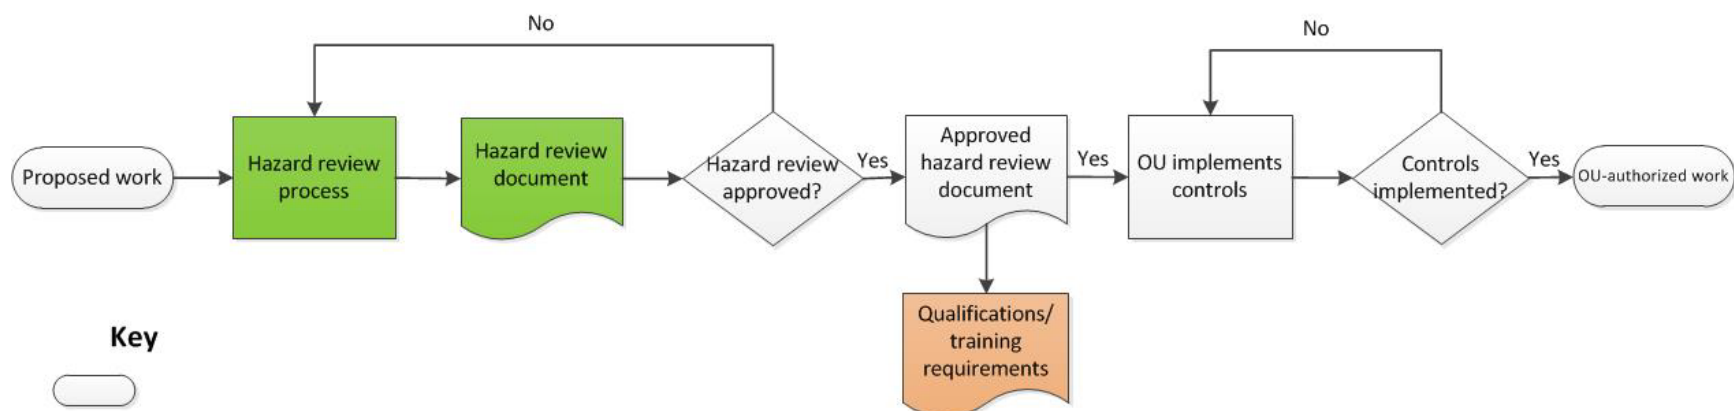 No
No
Proposed work
Hazard review
process
Hazard review
document
Hazard review
approved?
Yes
Approved
hazard review
document
Yes
OU implements
controls
Controls
implemented?
Yes
OU-authorized work
Qualifications/
training
requirements
Key